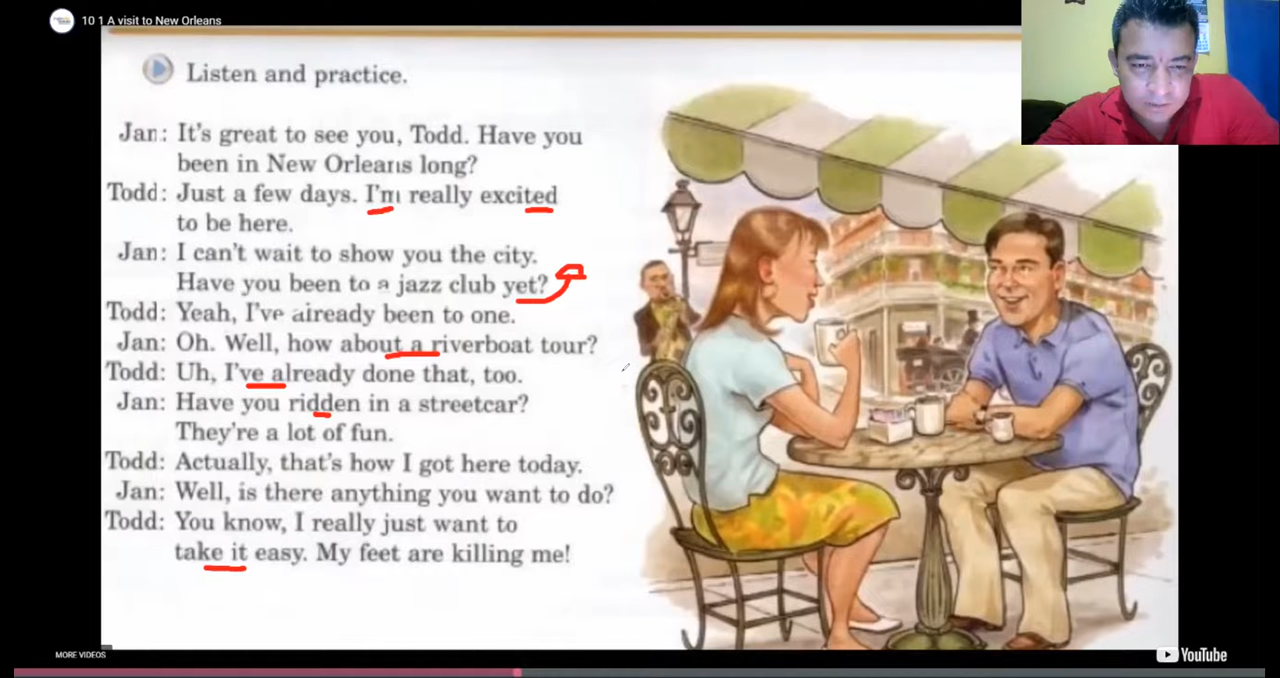 10 1 A visit to New Orleans
Listen and practice.
Jan: It's great to see you, Todd. Have you
been in New Orleans long?
Todd: Just a few days. I'm really excited
to be here.
Jan: I can't wait to show you the city.
Have you been to a jazz club yet?
Todd: Yeah, I've already been to one.
Jan: Oh. Well, how about a riverboat tour?
Todd: Uh, I've already done that, too.
Jan: Have you ridden in a streetcar?
They're a lot of fun.
Todd: Actually, that's how I got here today.
Jan: Well, is there anything you want to do?
Todd: You know, I really just want to
take it easy. My feet are killing me!
MORE VIDEOS
YouTube